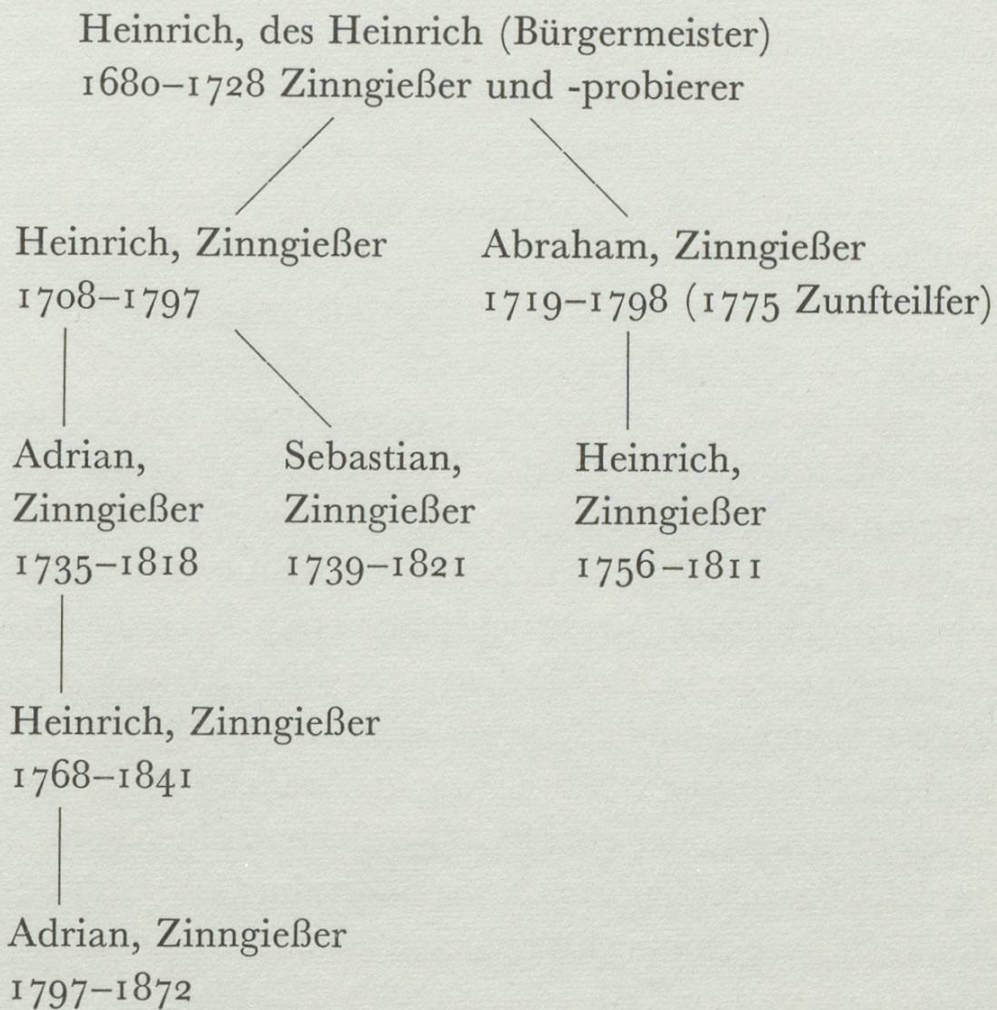 Heinrich, des Heinrich (Bürgermeister)
1680–1728 Zinngießer und -probierer
Heinrich, Zinngießer
1708–1797
Abraham, Zinngießer
1719–1798 (1775 Zunfteilfer)
Adrian,
Zinngießer
1735–1818
Sebastian,
Zinngießer
1739–1821
Heinrich,
Zinngießer
1756–1811
Heinrich, Zinngießer
1768–1841
Adrian, Zinngießer
1797–1872